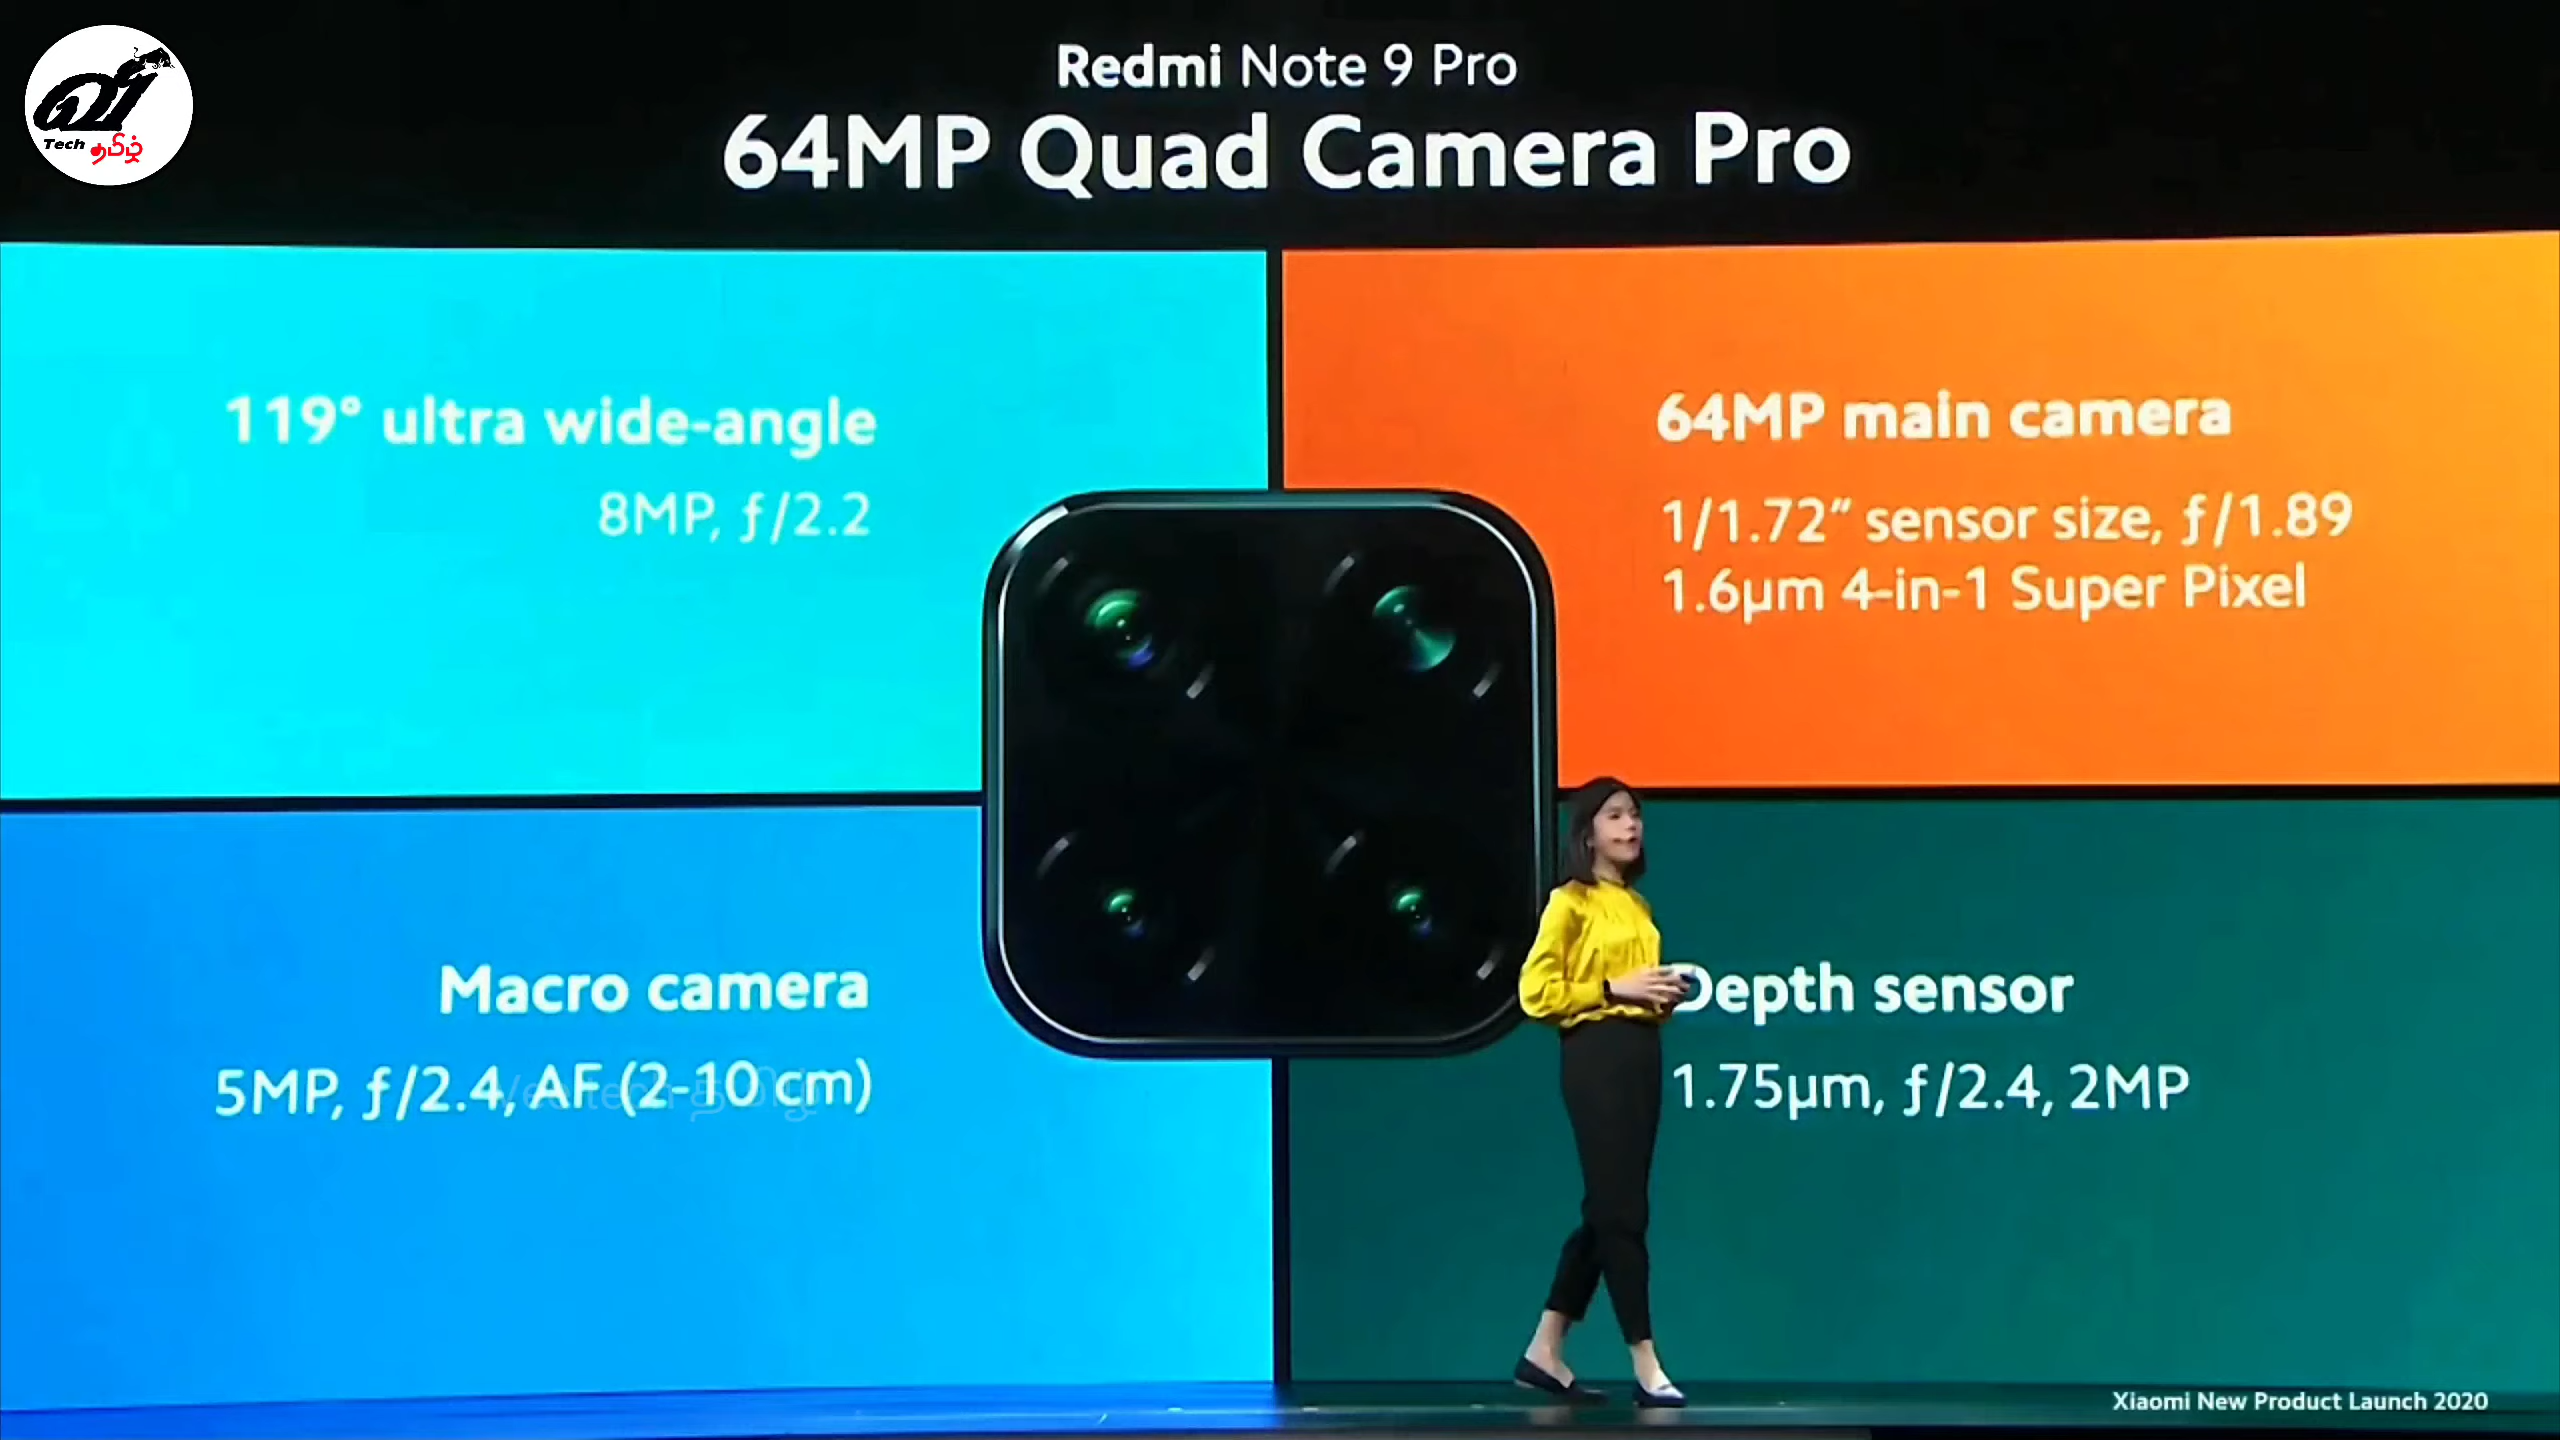 வீ
Tech தமிழ்
Redmi Note 9 Pro
64MP Quad Camera Pro
119° ultra wide-angle
8MP, ƒ/2.2
64MP main camera
1/1.72” sensor size, ƒ/1.89
1.6µm 4-in-1 Super Pixel
Macro camera
5MP, ƒ/2.4, AF (2-10 cm)
Depth sensor
1.75µm, ƒ/2.4, 2MP
Xiaomi New Product Launch 2020